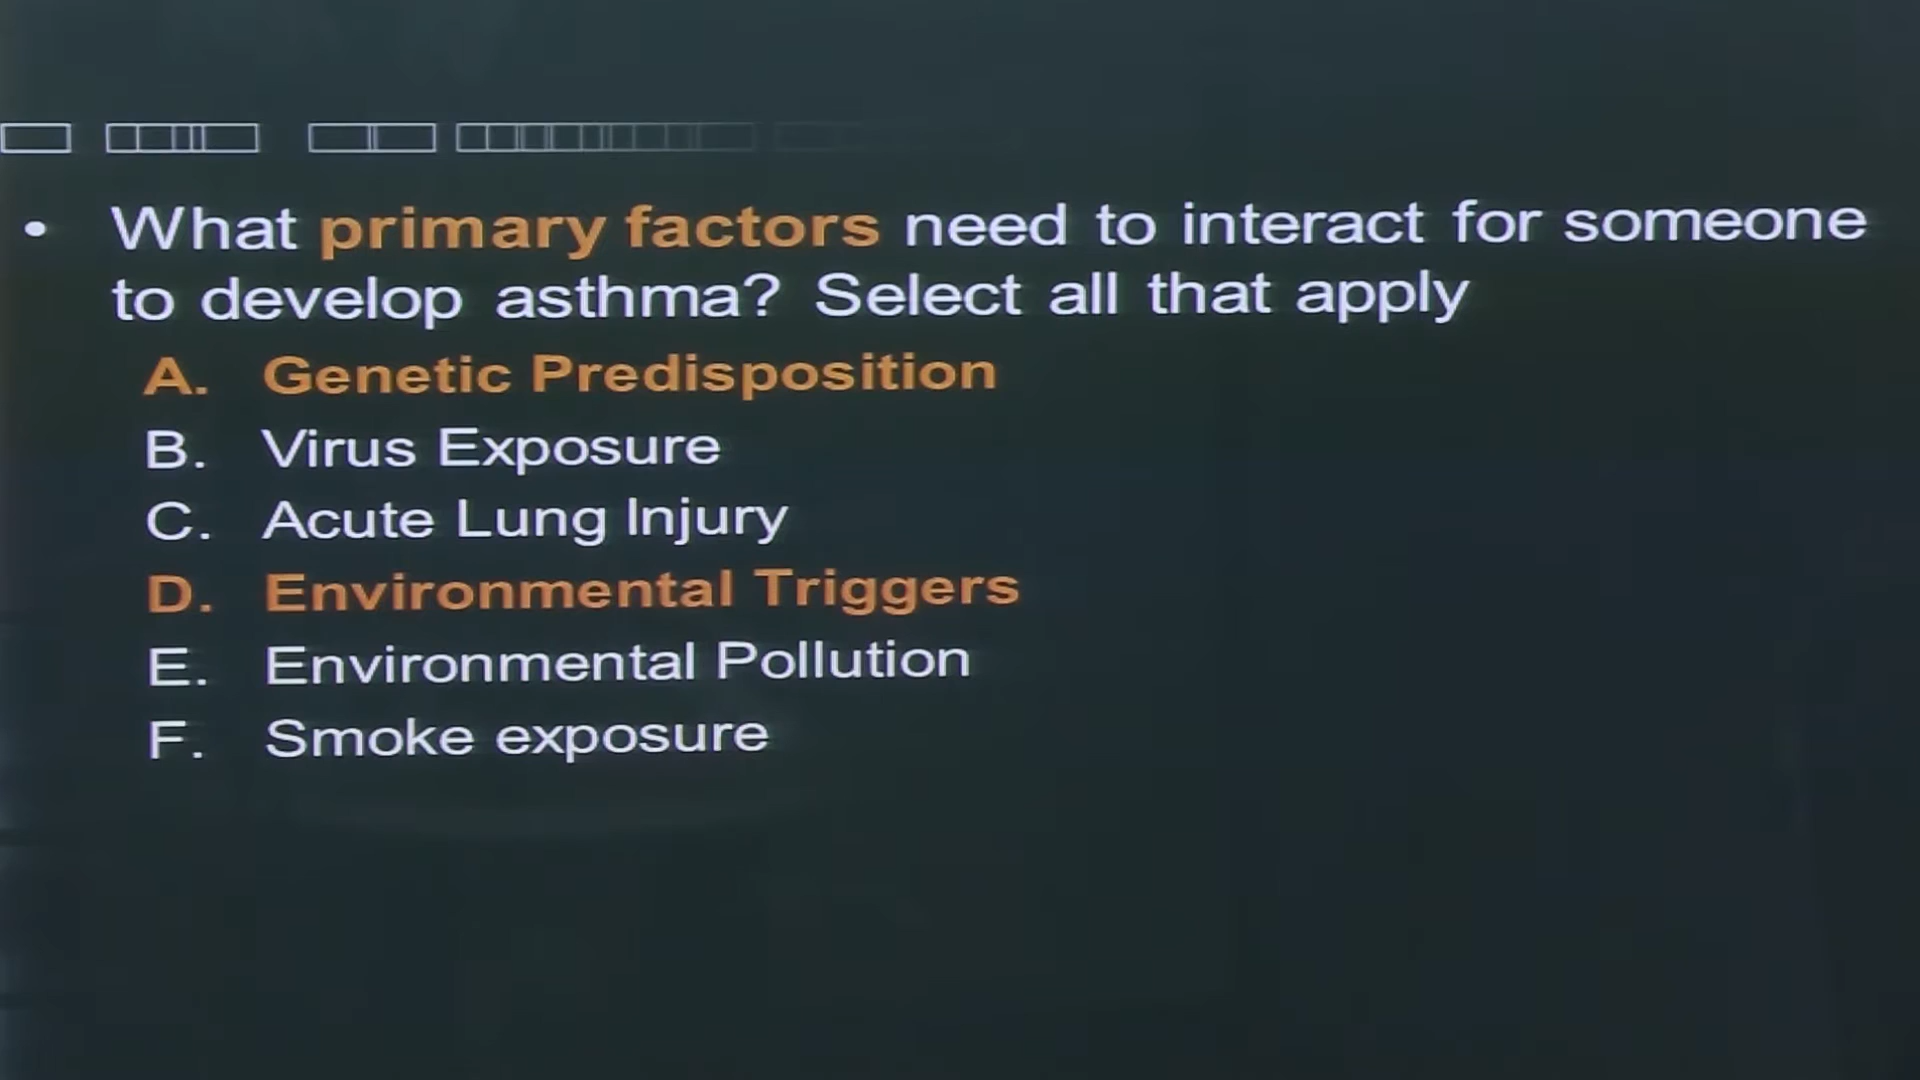 • What primary factors need to interact for someone
to develop asthma? Select all that apply
A. Genetic Predisposition
B. Virus Exposure
C. Acute Lung Injury
D. Environmental Triggers
E. Environmental Pollution
F. Smoke exposure